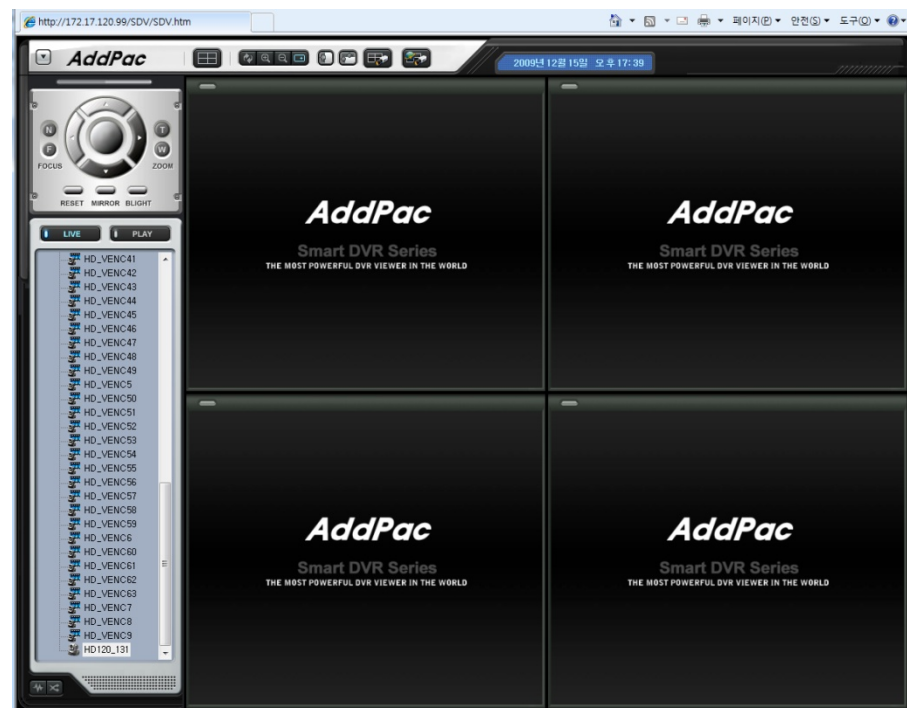 http://172.17.120.99/SDV/SDV.htm
페이지(P) 안전(S) 도구(O)
AddPac
2009년 12월 15일 오후 17:39
N T
F W
FOCUS ZOOM
RESET MIRROR BLIGHT
LIVE PLAY
HD_VENC41
HD_VENC42
HD_VENC43
HD_VENC44
HD_VENC45
HD_VENC46
HD_VENC47
HD_VENC48
HD_VENC49
HD_VENC5
HD_VENC50
HD_VENC51
HD_VENC52
HD_VENC53
HD_VENC54
HD_VENC55
HD_VENC56
HD_VENC57
HD_VENC58
HD_VENC59
HD_VENC6
HD_VENC60
HD_VENC61
HD_VENC62
HD_VENC63
HD_VENC7
HD_VENC8
HD_VENC9
HD120_131
AddPac
Smart DVR Series
THE MOST POWERFUL DVR VIEWER IN THE WORLD
AddPac
Smart DVR Series
THE MOST POWERFUL DVR VIEWER IN THE WORLD
AddPac
Smart DVR Series
THE MOST POWERFUL DVR VIEWER IN THE WORLD
AddPac
Smart DVR Series
THE MOST POWERFUL DVR VIEWER IN THE WORLD